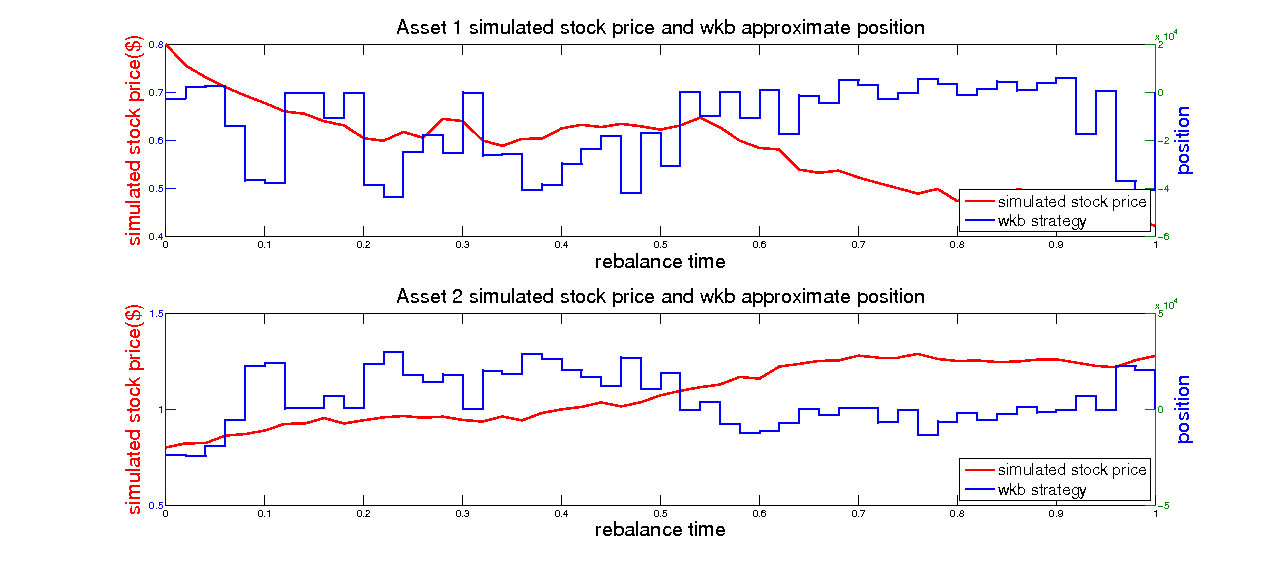 Asset 1 simulated stock price and wkb approximate position
x 10^4
simulated stock price($)
0.8
0.7
0.6
0.5
0.4
2
0
−2
−4
−6
position
simulated stock price
wkb strategy
0 0.1 0.2 0.3 0.4 0.5 0.6 0.7 0.8 0.9 1
rebalance time
Asset 2 simulated stock price and wkb approximate position
x 10^4
simulated stock price($)
1.5
1
0.5
5
0
−5
position
simulated stock price
wkb strategy
0 0.1 0.2 0.3 0.4 0.5 0.6 0.7 0.8 0.9 1
rebalance time